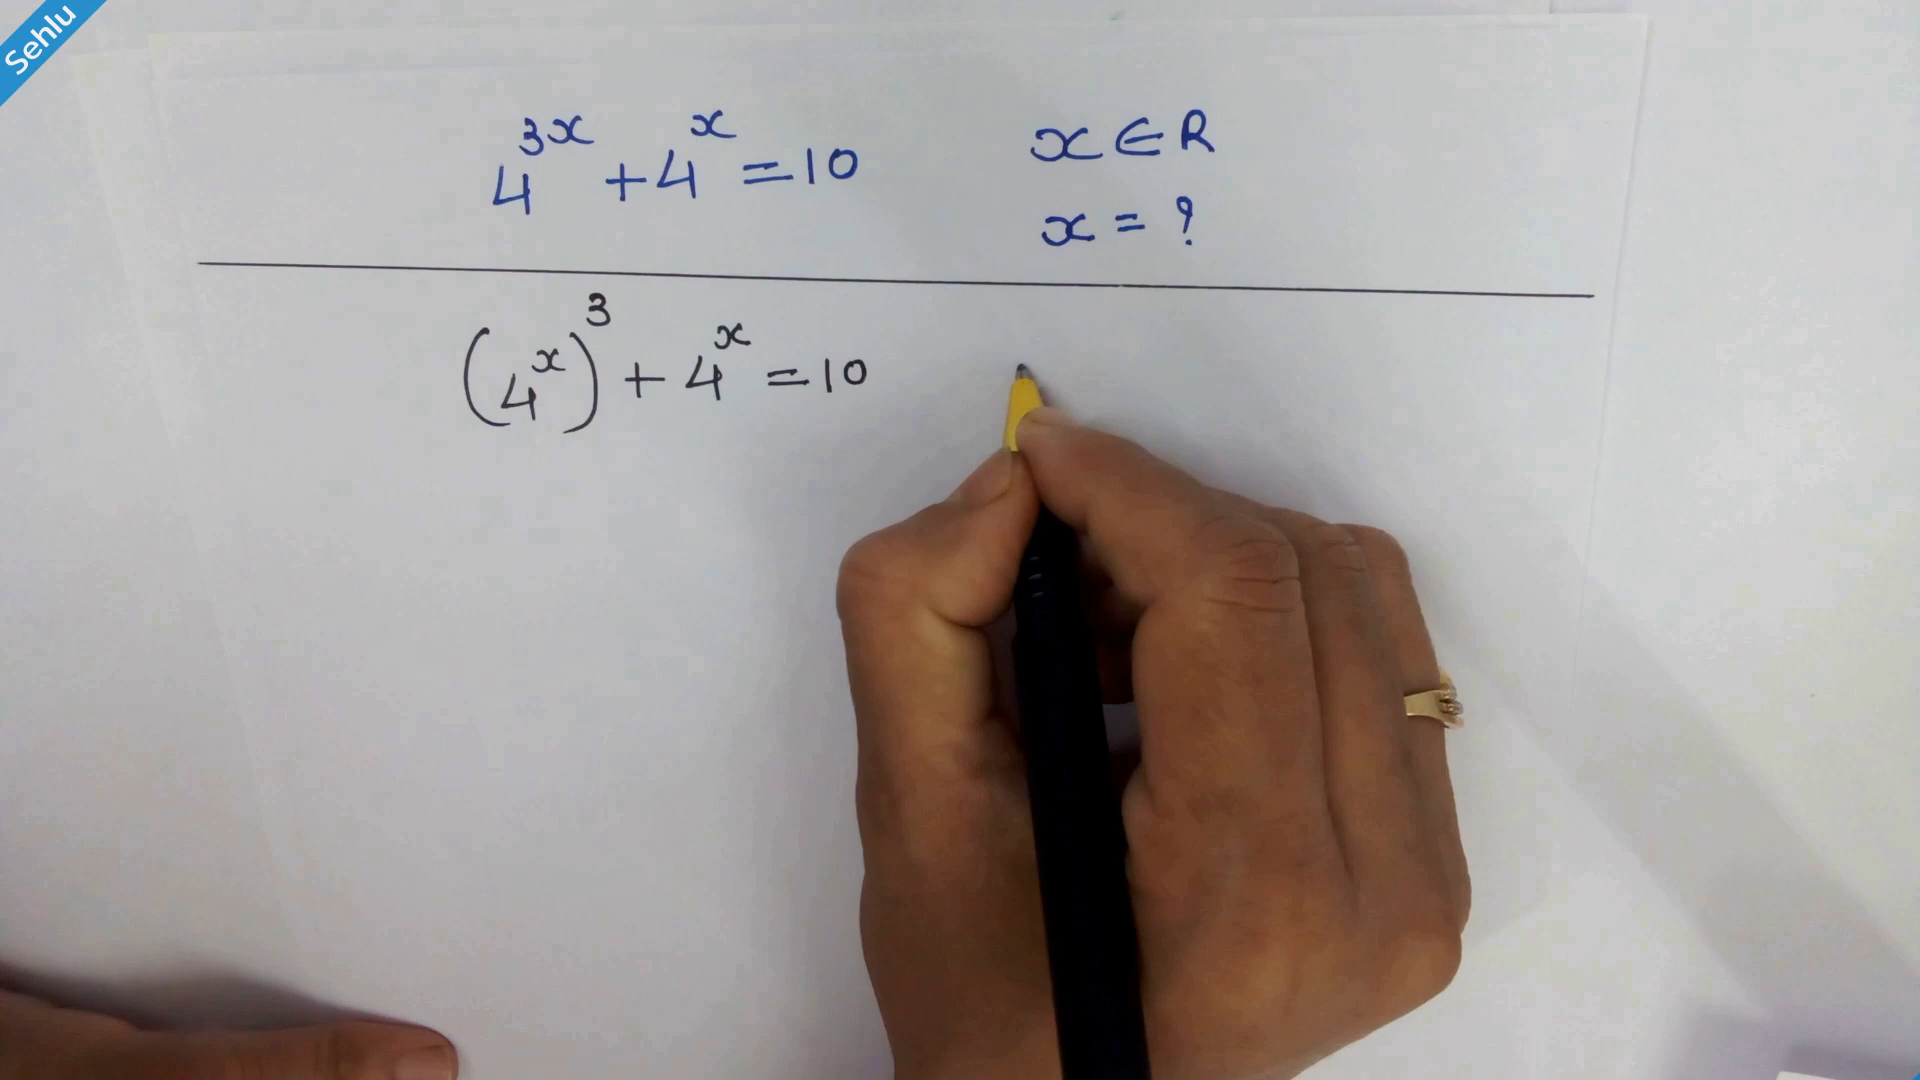 Sehlu
4^{3x} + 4^x = 10
x ∈ R
x = ?
(4^x)^3 + 4^x = 10